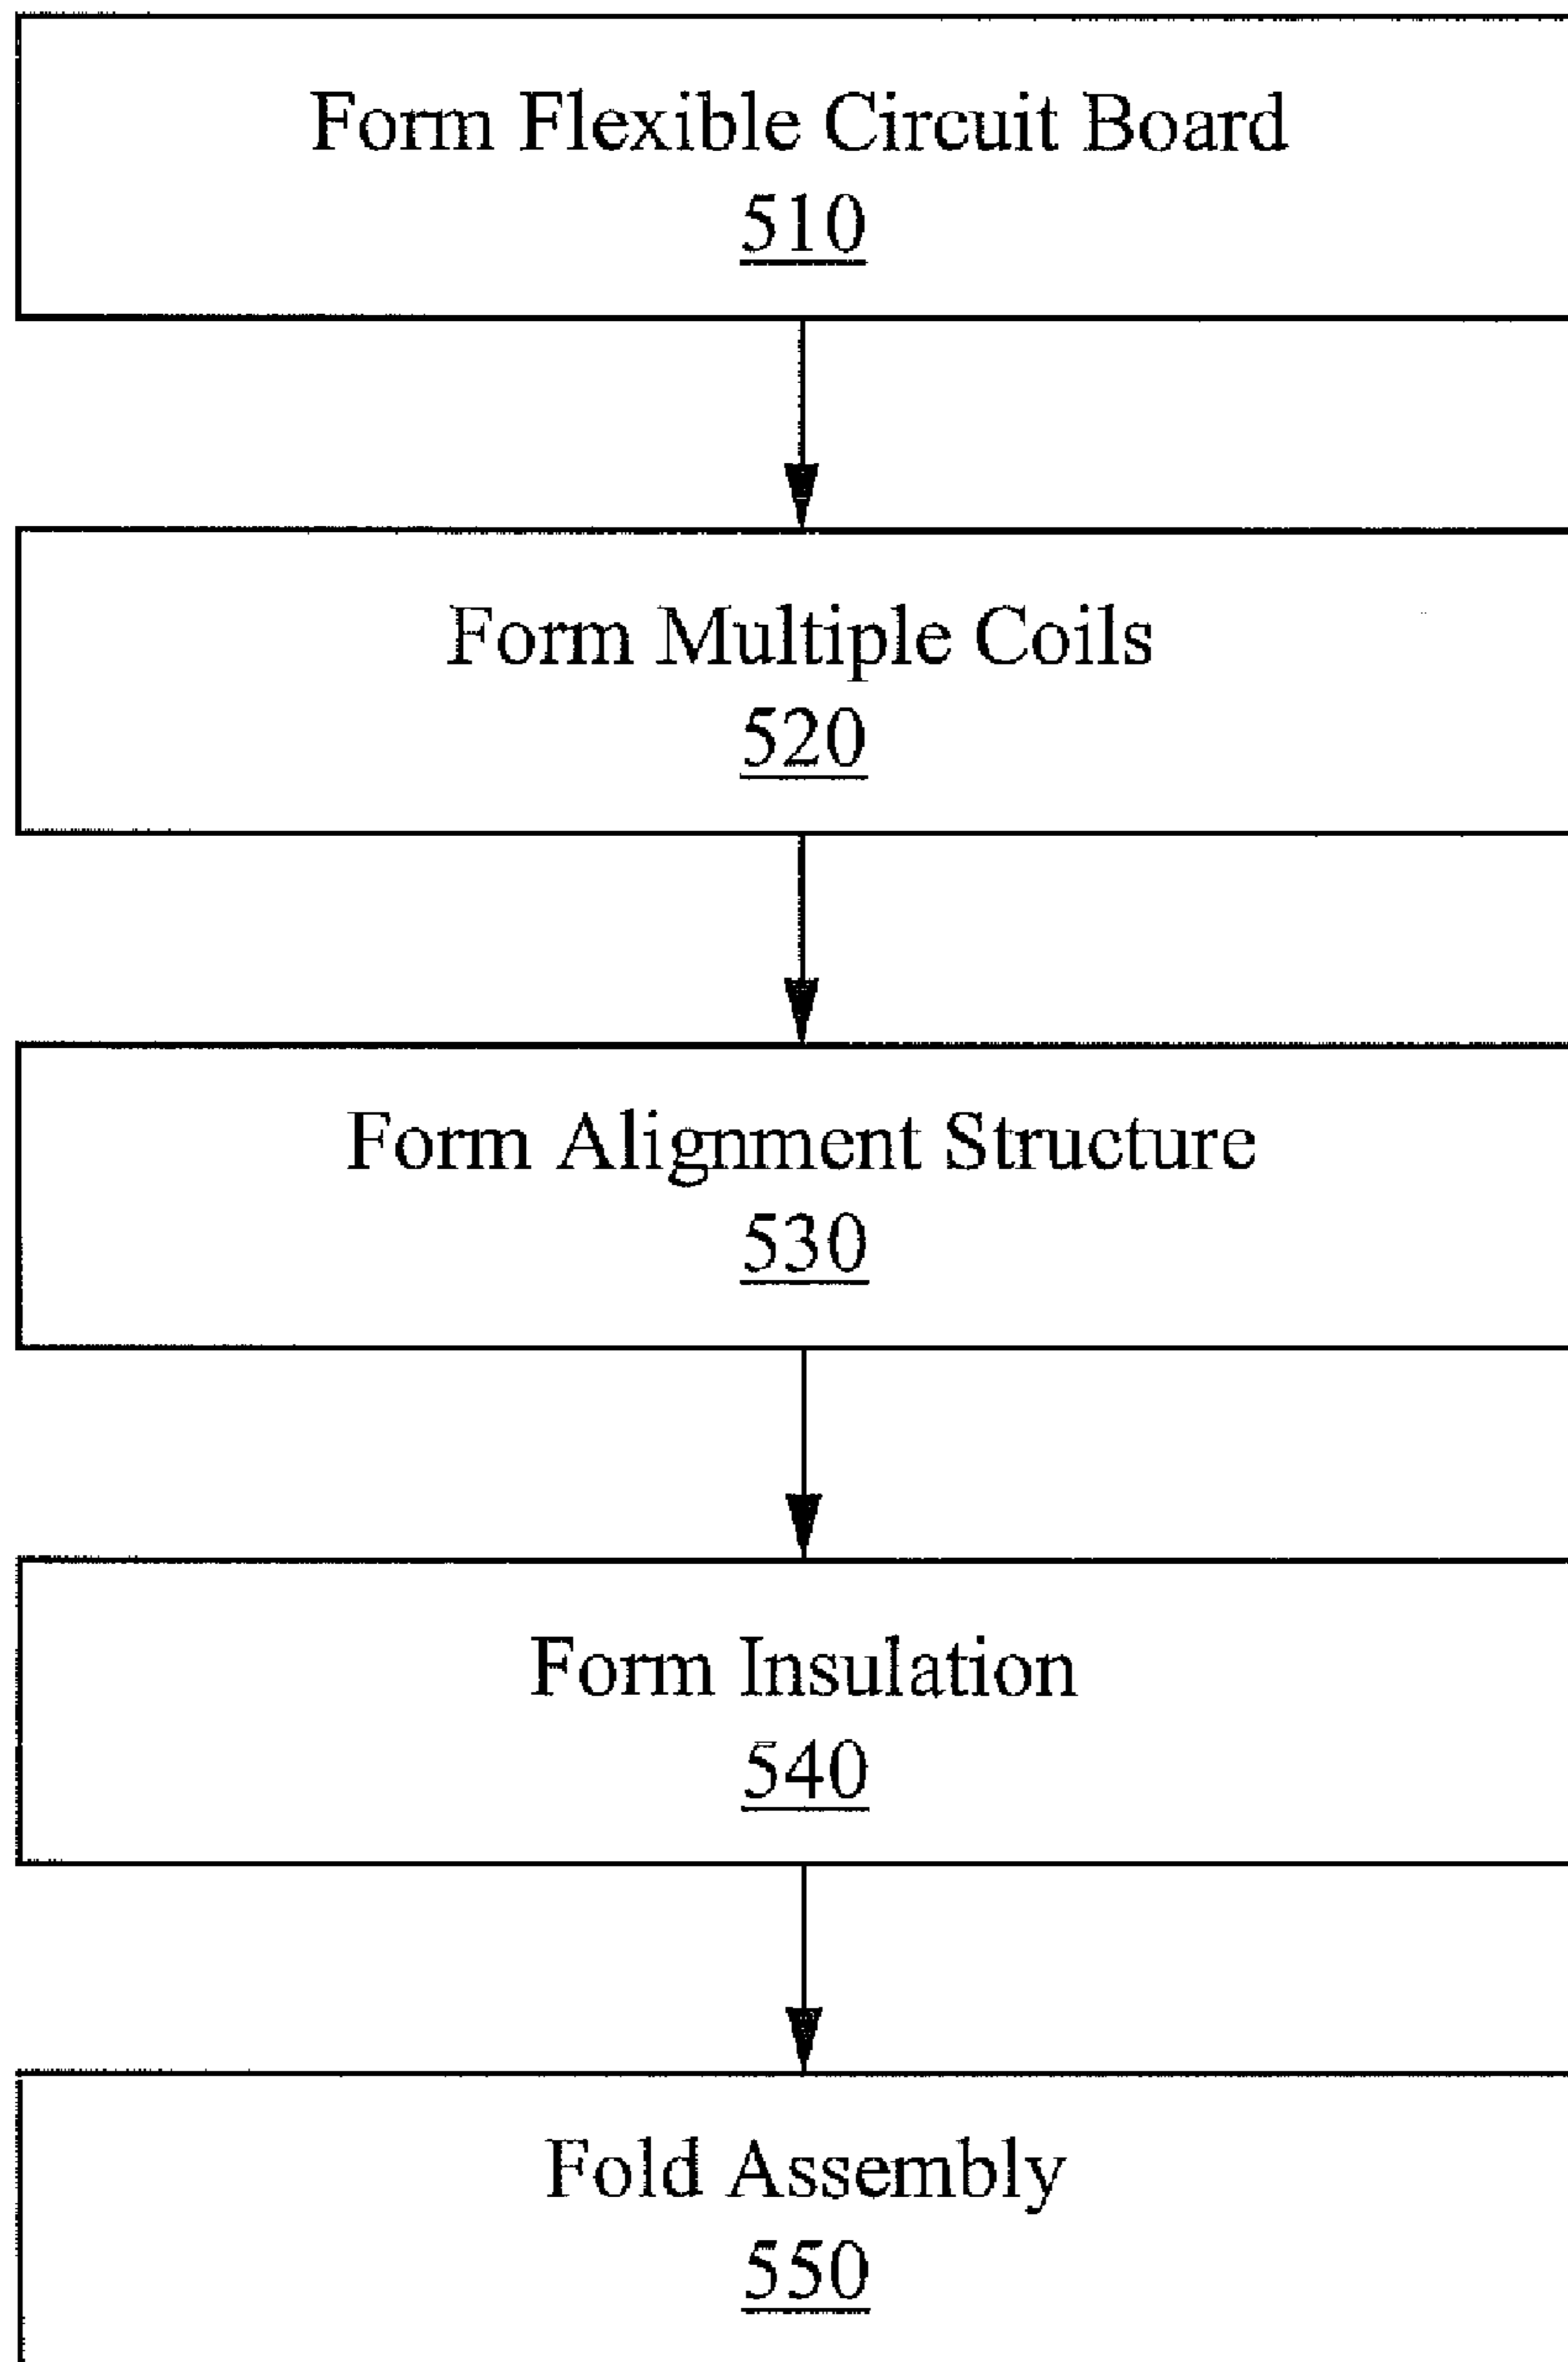 Form Flexible Circuit Board
510
Form Multiple Coils
520
Form Alignment Structure
530
Form Insulation
540
Fold Assembly
550